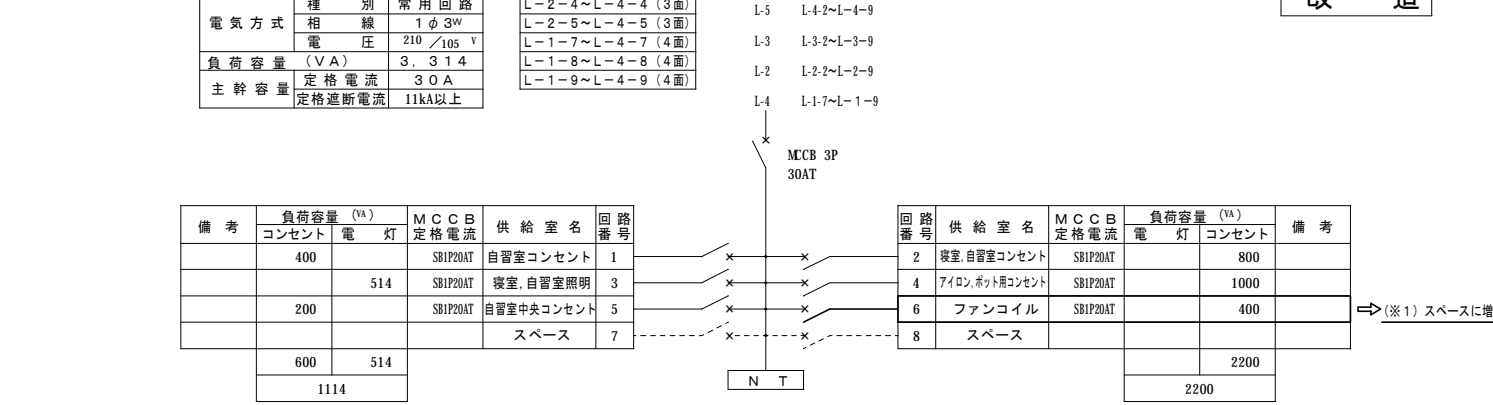 種 別 常 用 回 路
電 気 方 式 相 線 1φ3W
電 圧 210／105 V
負 荷 容 量 （ＶＡ） 3，３１４
主 幹 容 量 定 格 電 流 ３０Ａ
定格遮断電流 11kA以上
Ｌ－２－４～Ｌ－４－４（３面）
Ｌ－２－４～Ｌ－４－５（３面）
Ｌ－１－７～Ｌ－４－７（４面）
Ｌ－１－８～Ｌ－４－８（４面）
Ｌ－１－９～Ｌ－４－９（４面）
L-5 L-4-2～L-4-9
L-3 L-3-2～L-3-9
L-2 L-2-2～L-2-9
L-4 L-1-7～L-1-9
改 造
MCCB 3P
30AT
備 考 負荷容量 （VA） コンセント 電 灯 ＭＣＣＢ 定格電流 供 給 室 名 回路番号
400 SB1P20AT 自習室コンセント 1
514 SB1P20AT 寝室,自習室照明 3
200 SB1P20AT 自習室中央コンセント 5
スペース 7
600 514
1114
回路番号 供 給 室 名 ＭＣＣＢ 定格電流 負荷容量 （VA） 電 灯 コンセント 備 考
2 寝室,自習室コンセント SB1P20AT 800
4 アイロン,ポット用コンセント SB1P20AT 1000
6 ファンコイル SB1P20AT 400
⇨(※１) スペースに増
8 スペース
2200
2200
Ｎ Ｔ